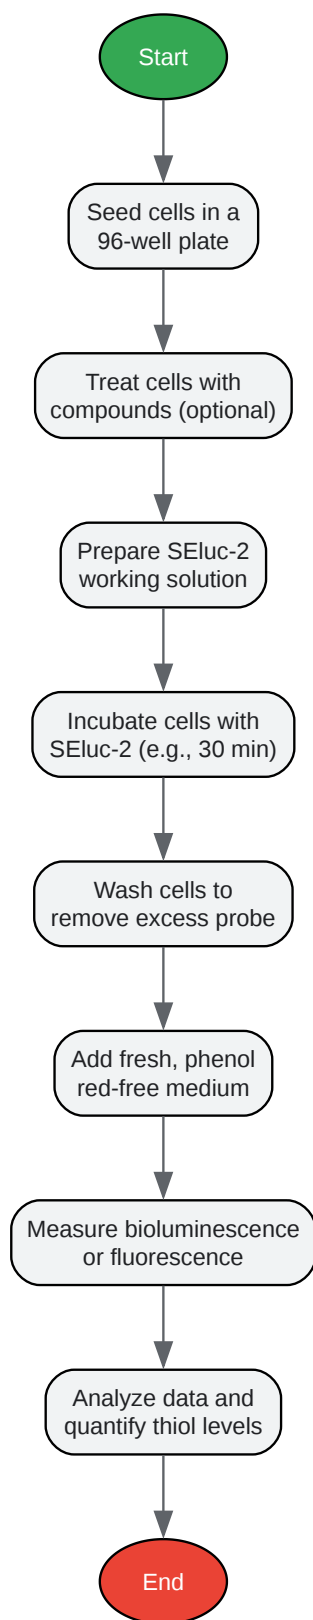 Start
Seed cells in a
96-well plate
Treat cells with
compounds (optional)
Prepare SEluc-2
working solution
Incubate cells with
SEluc-2 (e.g., 30 min)
Wash cells to
remove excess probe
Add fresh, phenol
red-free medium
Measure bioluminescence
or fluorescence
Analyze data and
quantify thiol levels
End